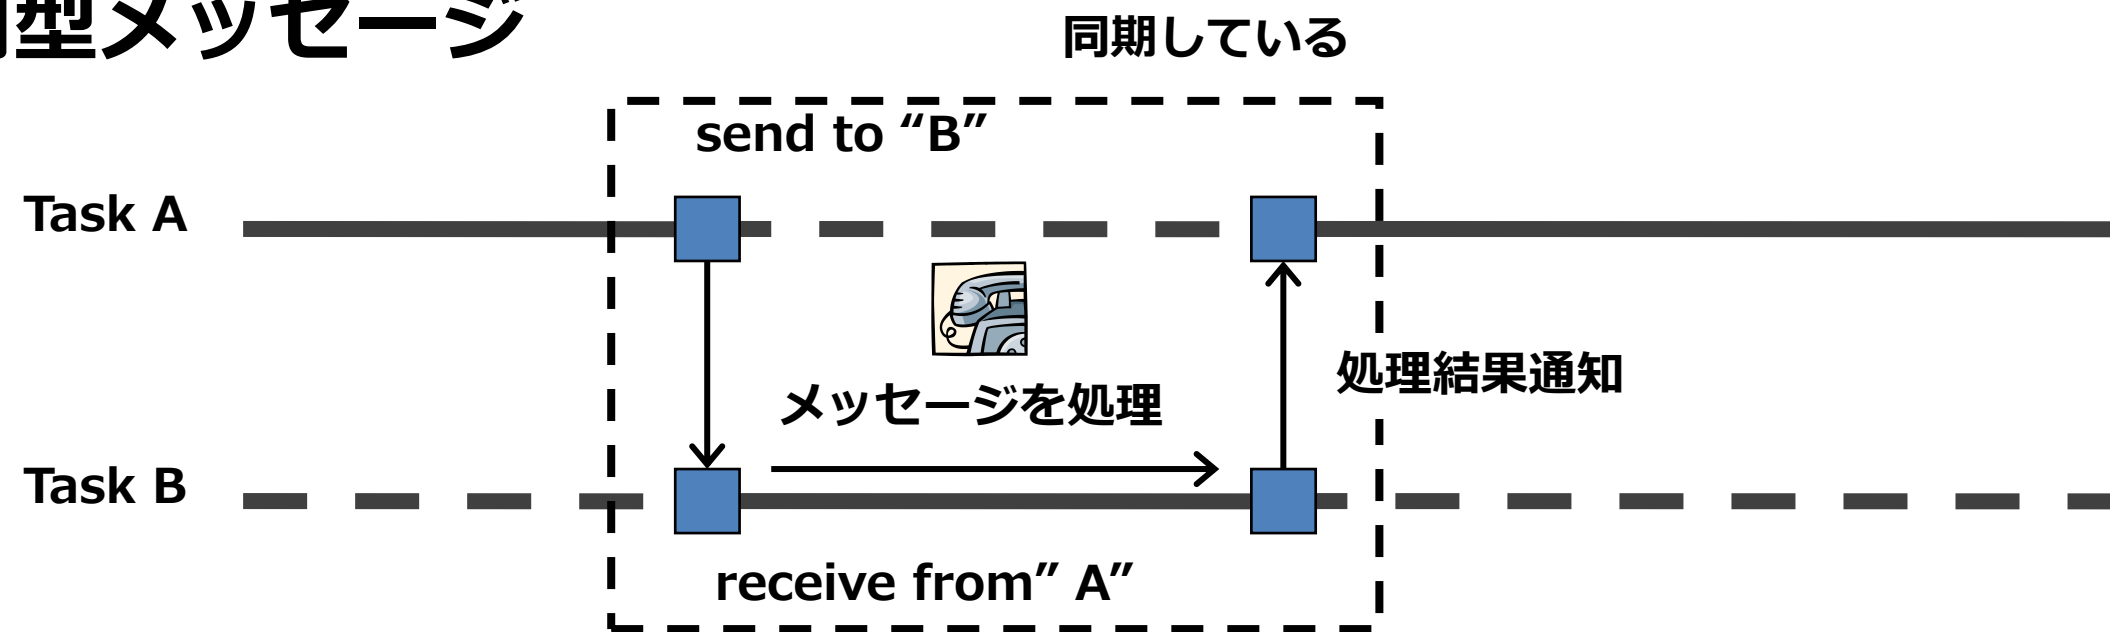 型メッセージ
同期している
send to “B”
Task A
処理結果通知
メッセージを処理
Task B
receive from” A”